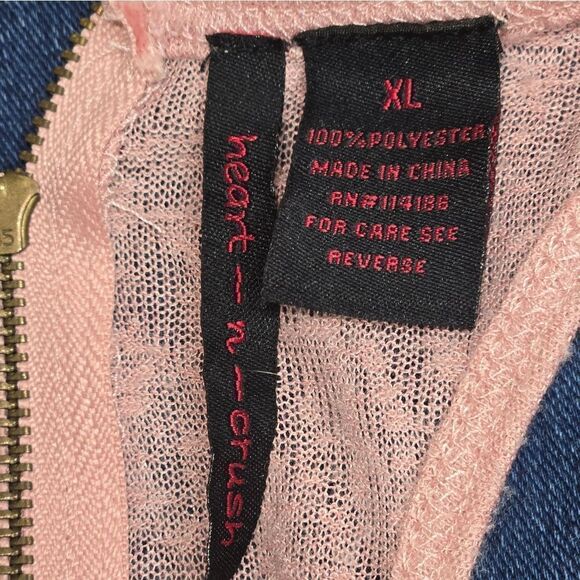 heart-n-crush
XL
100%POLYESTER
MADE IN CHINA
RN#114186
FOR CARE SEE
REVERSE